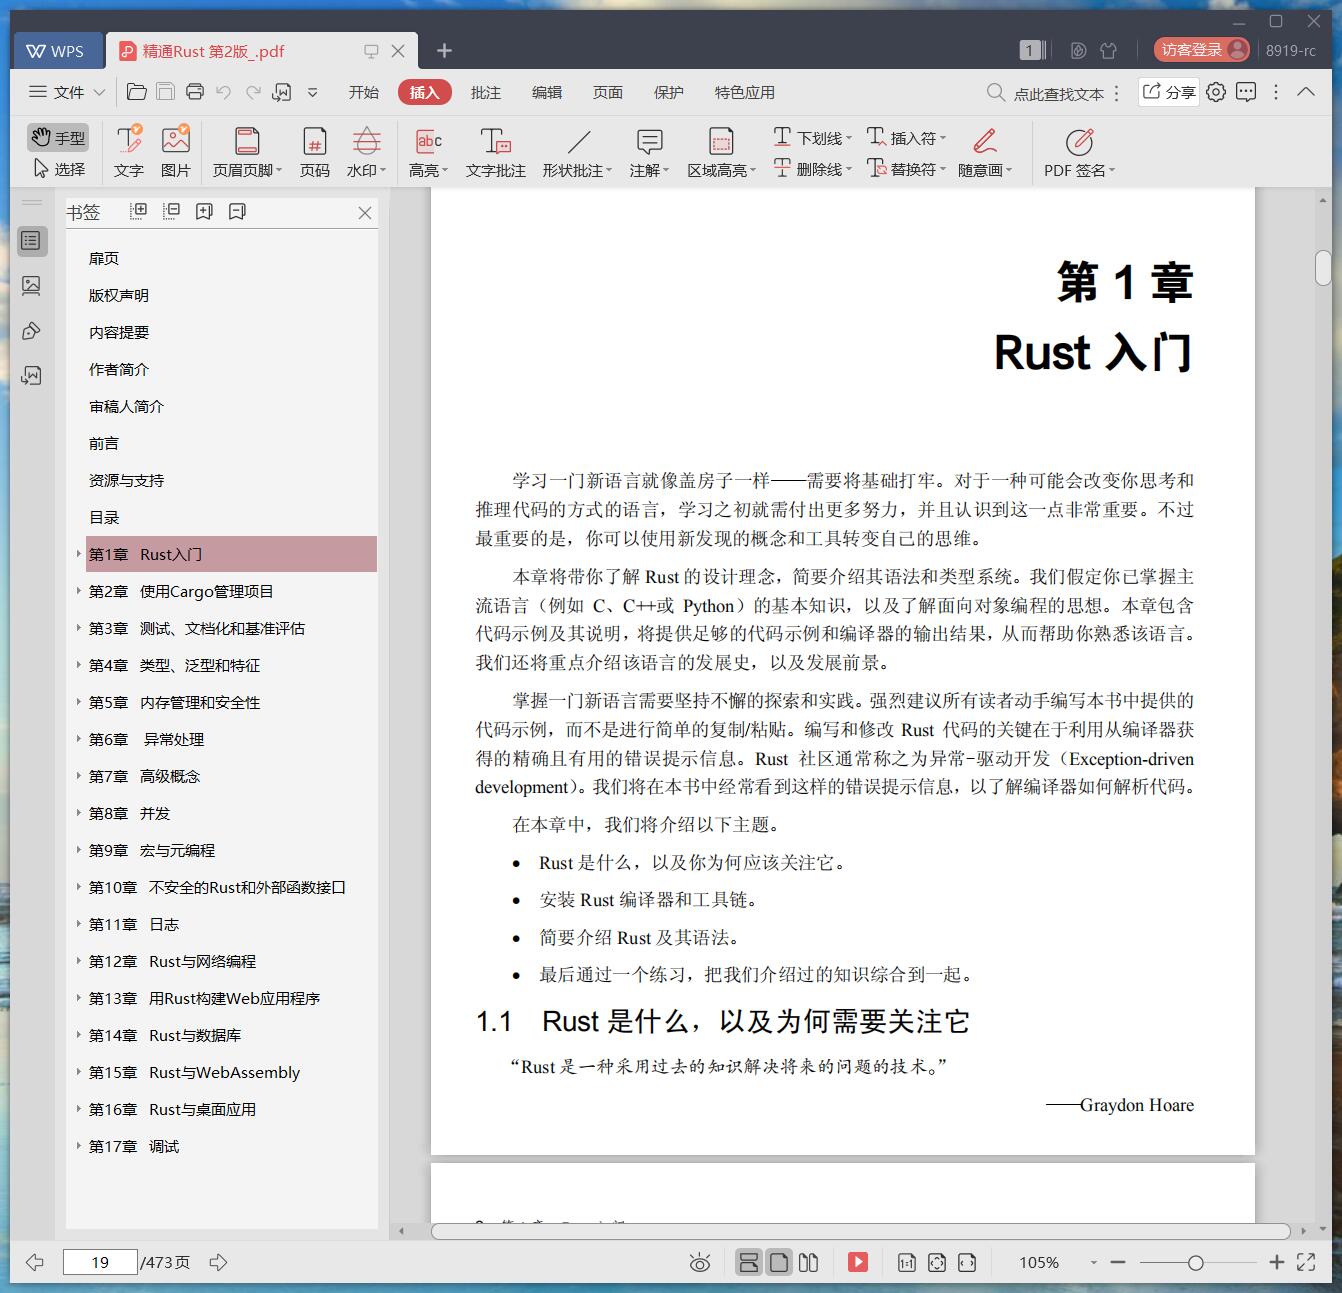 WPS
精通Rust 第2版_.pdf
1
访客登录
8919-rc
文件
开始
插入
批注
编辑
页面
保护
特色应用
点此查找文本
分享
手型
选择
文字
图片
页眉页脚
页码
水印
高亮
文字批注
形状批注
注解
区域高亮
下划线
删除线
插入符
替换符
随意画
PDF 签名
书签
扉页
版权声明
内容提要
作者简介
审稿人简介
前言
资源与支持
目录
第1章 Rust入门
第2章 使用Cargo管理项目
第3章 测试、文档化和基准评估
第4章 类型、泛型和特征
第5章 内存管理和安全性
第6章 异常处理
第7章 高级概念
第8章 并发
第9章 宏与元编程
第10章 不安全的Rust和外部函数接口
第11章 日志
第12章 Rust与网络编程
第13章 用Rust构建Web应用程序
第14章 Rust与数据库
第15章 Rust与WebAssembly
第16章 Rust与桌面应用
第17章 调试
第 1 章
Rust 入门
学习一门新语言就像盖房子一样——需要将基础打牢。对于一种可能会改变你思考和
推理代码的方式的语言，学习之初就需付出更多努力，并且认识到这一点非常重要。不过
最重要的是，你可以使用新发现的概念和工具转变自己的思维。
本章将带你了解 Rust 的设计理念，简要介绍其语法和类型系统。我们假定你已掌握主
流语言（例如 C、C++或 Python）的基本知识，以及了解面向对象编程的思想。本章包含
代码示例及其说明，将提供足够的代码示例和编译器的输出结果，从而帮助你熟悉该语言。
我们还将重点介绍该语言的发展史，以及发展前景。
掌握一门新语言需要坚持不懈的探索和实践。强烈建议所有读者动手编写本书中提供的
代码示例，而不是进行简单的复制/粘贴。编写和修改 Rust 代码的关键在于利用从编译器获
得的精确且有用的错误提示信息。Rust 社区通常称之为异常-驱动开发（Exception-driven
development）。我们将在本书中经常看到这样的错误提示信息，以了解编译器如何解析代码。
在本章中，我们将介绍以下主题。
● Rust 是什么，以及你为何应该关注它。
● 安装 Rust 编译器和工具链。
● 简要介绍 Rust 及其语法。
● 最后通过一个练习，把我们介绍过的知识综合到一起。
1.1 Rust 是什么，以及为何需要关注它
“Rust 是一种采用过去的知识解决将来的问题的技术。”
——Graydon Hoare
19 /473页
105%